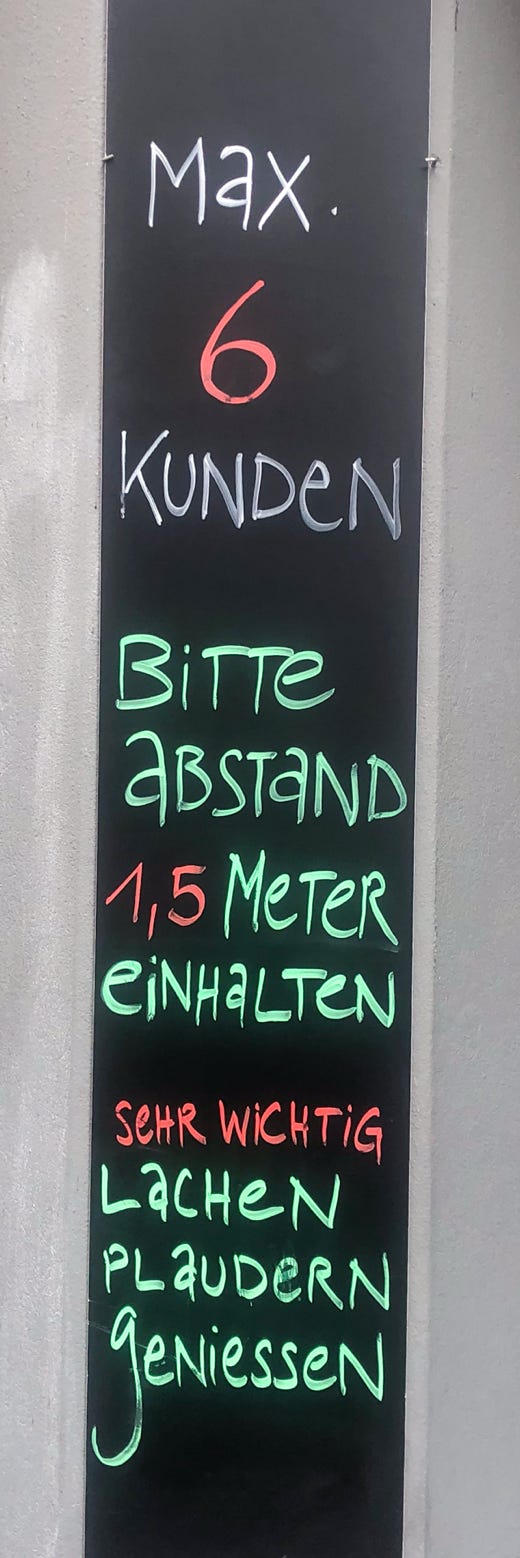 Max.
6
KUNDeN
BiTTe
aBSTaND
1,5 MeTeR
eiNHaLTeN
SeHR WiCHTiG
LaCHeN
PLauDeRN
geNiesseN